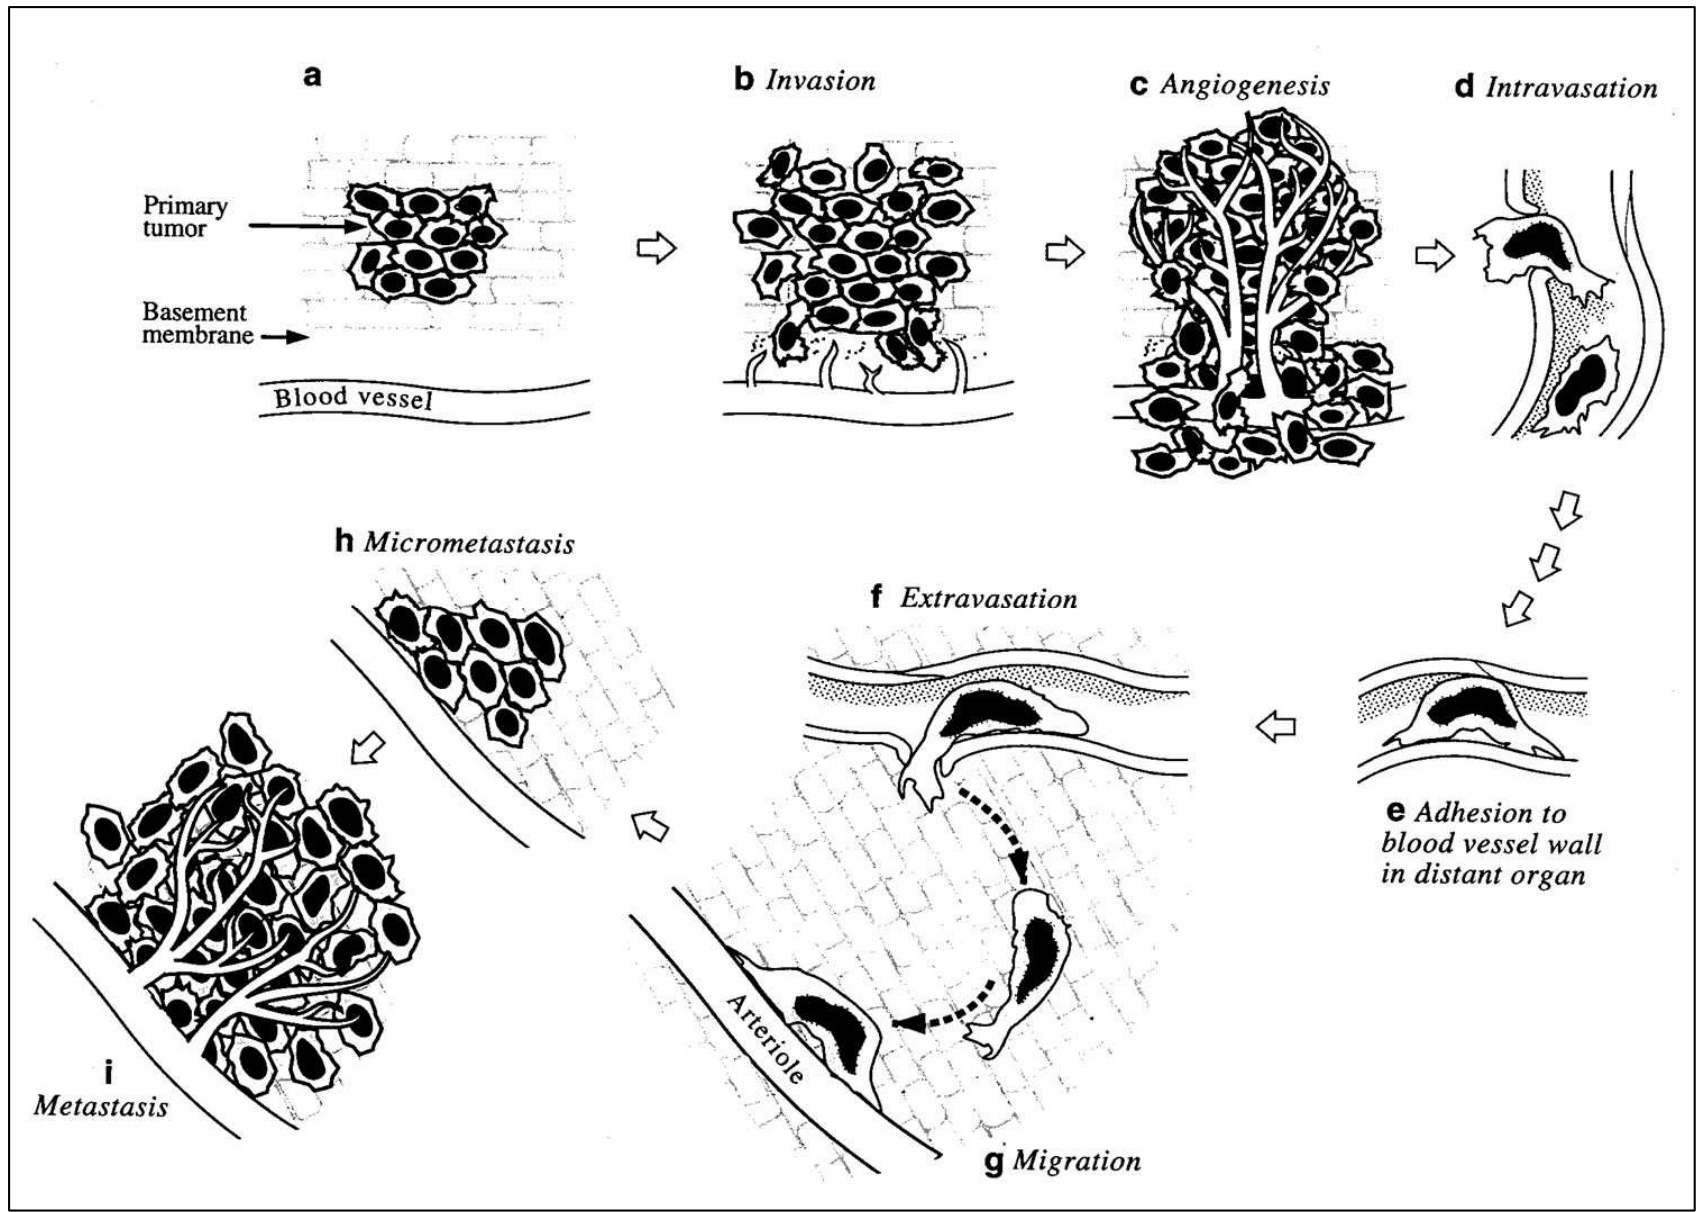 a
b Invasion
c Angiogenesis
d Intravasation
Primary
tumor
Basement
membrane
Blood vessel
h Micrometastasis
f Extravasation
e Adhesion to
blood vessel wall
in distant organ
Arteriole
i
Metastasis
g Migration